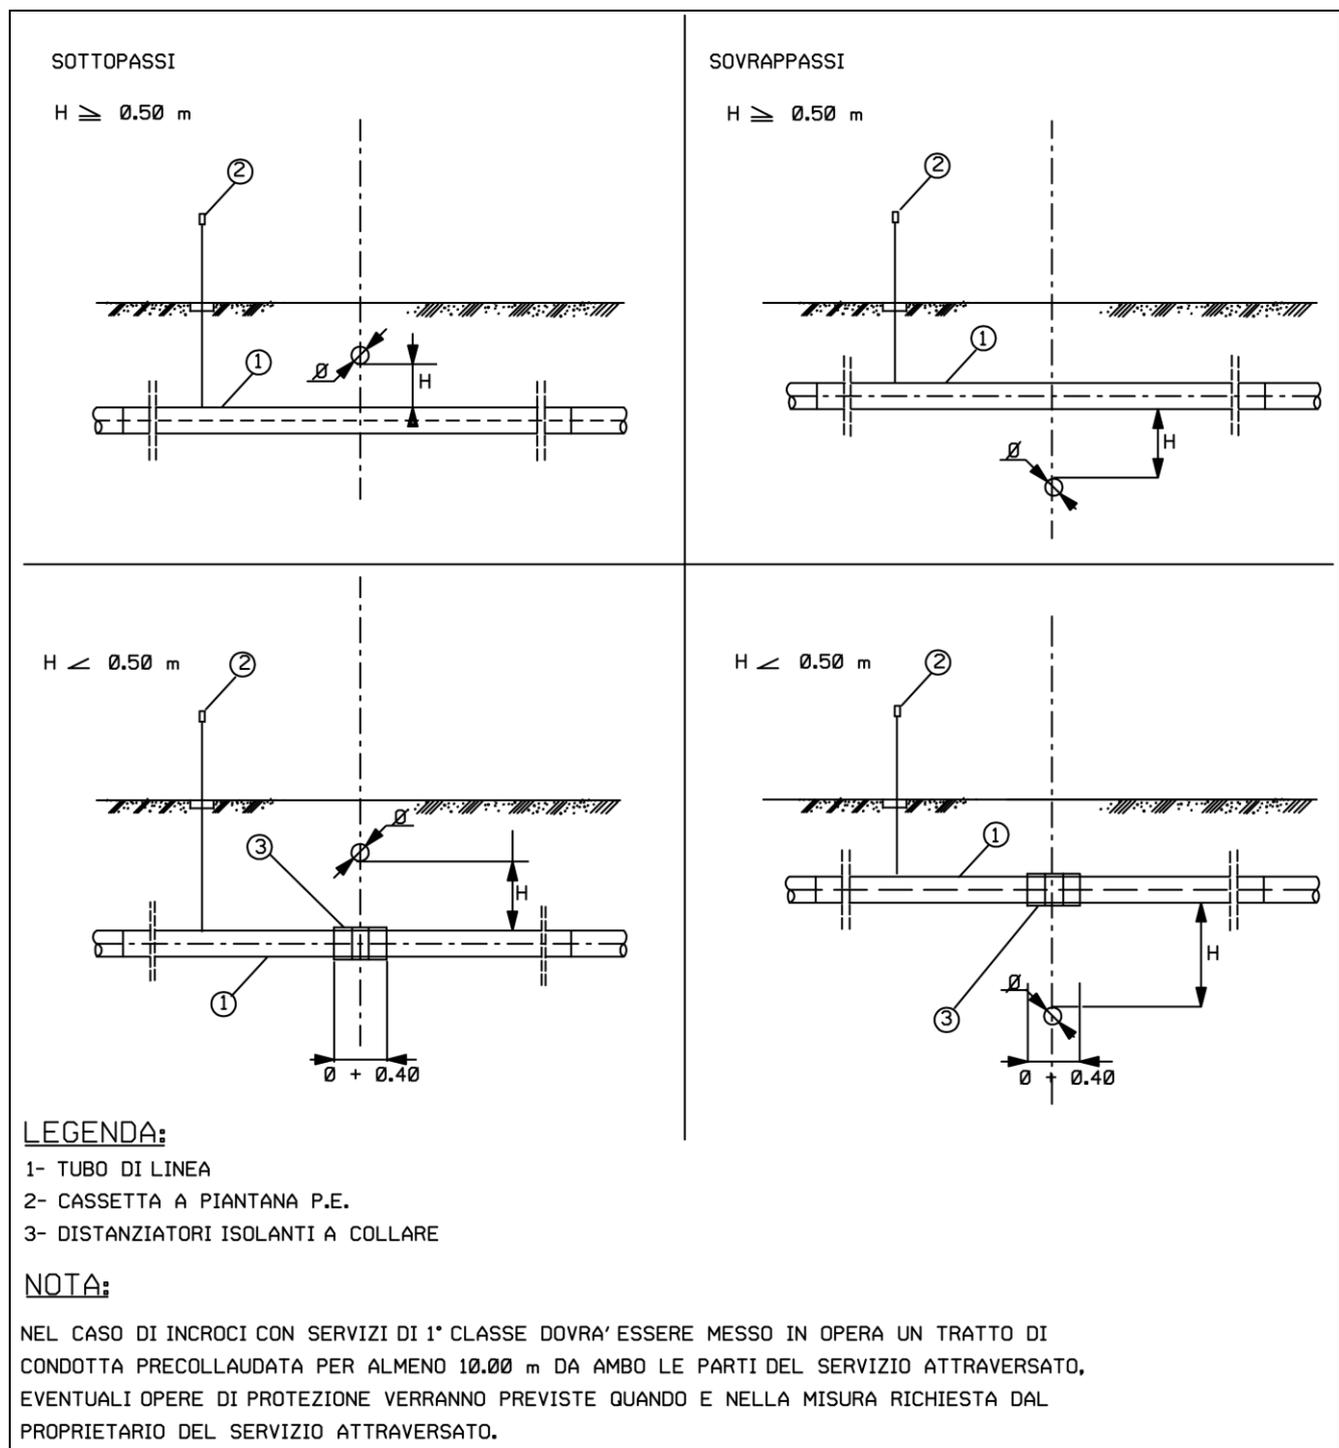 SOTTOPASSI
H ≧ 0.50 m
2
1
Ø
H
SOVRAPPASSI
H ≧ 0.50 m
2
1
H
Ø
H ∠ 0.50 m
2
Ø
3
H
1
Ø + 0.40
H ∠ 0.50 m
2
1
H
Ø
3
Ø + 0.40
LEGENDA:
1- TUBO DI LINEA
2- CASSETTA A PIANTANA P.E.
3- DISTANZIATORI ISOLANTI A COLLARE
NOTA:
NEL CASO DI INCROCI CON SERVIZI DI 1° CLASSE DOVRA' ESSERE MESSO IN OPERA UN TRATTO DI
CONDOTTA PRECOLLAUDATA PER ALMENO 10.00 m DA AMBO LE PARTI DEL SERVIZIO ATTRAVERSATO,
EVENTUALI OPERE DI PROTEZIONE VERRANNO PREVISTE QUANDO E NELLA MISURA RICHIESTA DAL
PROPRIETARIO DEL SERVIZIO ATTRAVERSATO.